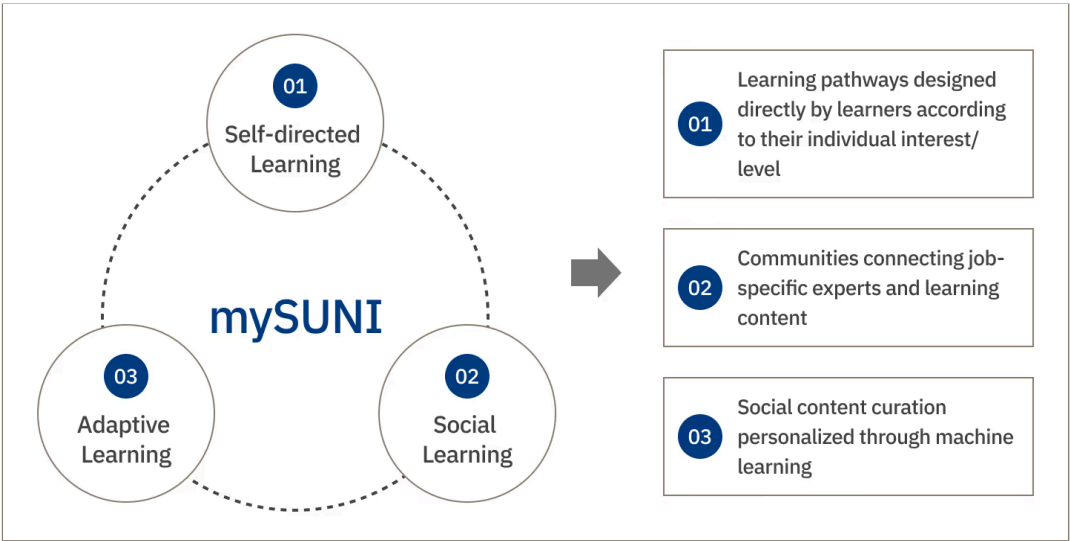 01
Self-directed
Learning
mySUNI
03
Adaptive
Learning
02
Social
Learning
01
Learning pathways designed
directly by learners according
to their individual interest/
level
02
Communities connecting job-
specific experts and learning
content
03
Social content curation
personalized through machine
learning